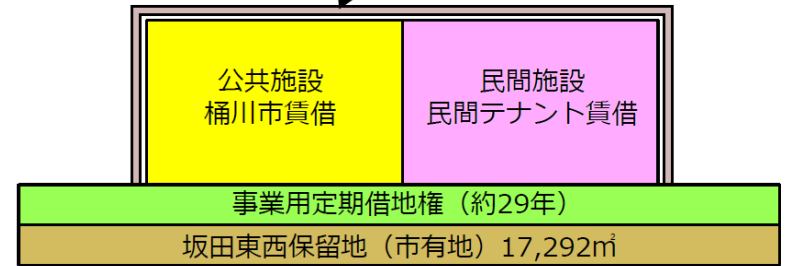 公共施設
桶川市賃借
民間施設
民間テナント賃借
事業用定期借地権（約29年）
坂田東西保留地（市有地）17,292㎡